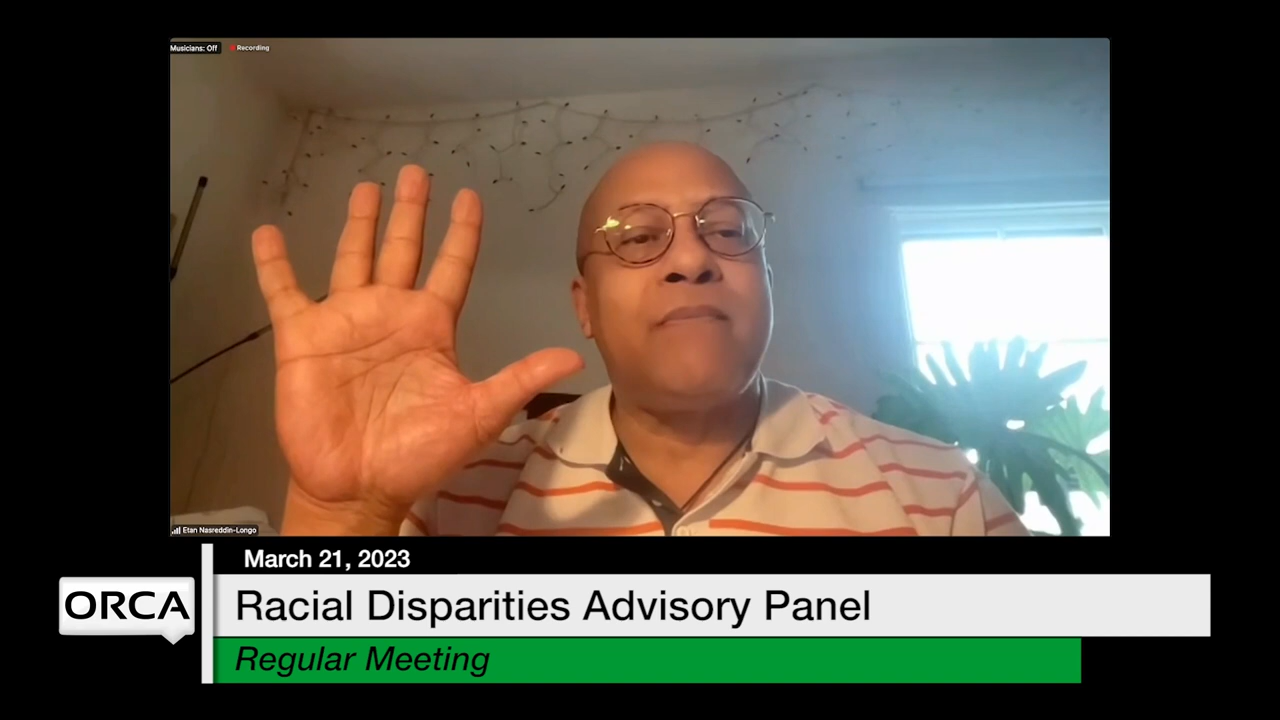 Musicians: Off
Recording
Etan Nasreddin-Longo
March 21, 2023
ORCA
Racial Disparities Advisory Panel
Regular Meeting